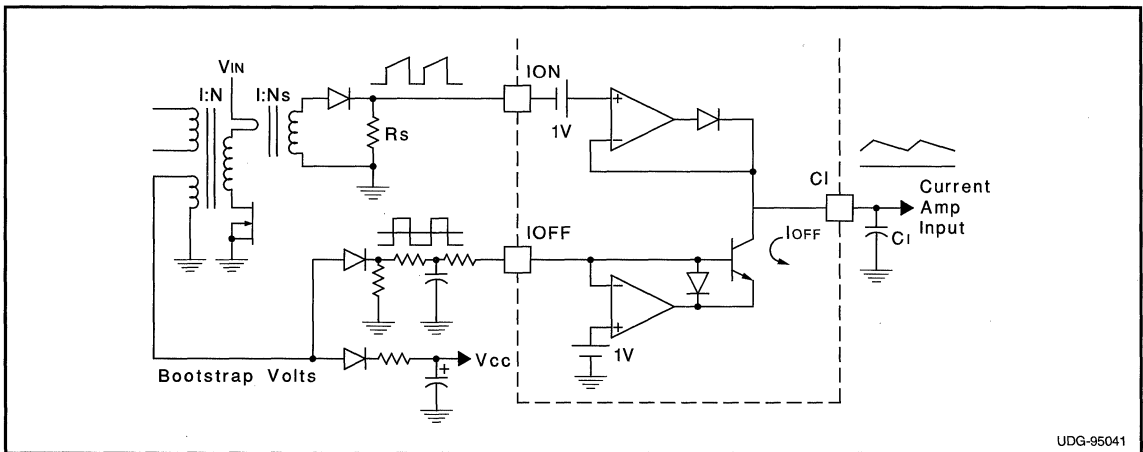 VIN
I:N
I:Ns
Rs
ION
1V
+
−
CI
Current
Amp
Input
CI
IOFF
IOFF
−
+
1V
Bootstrap Volts
+
Vcc
UDG-95041